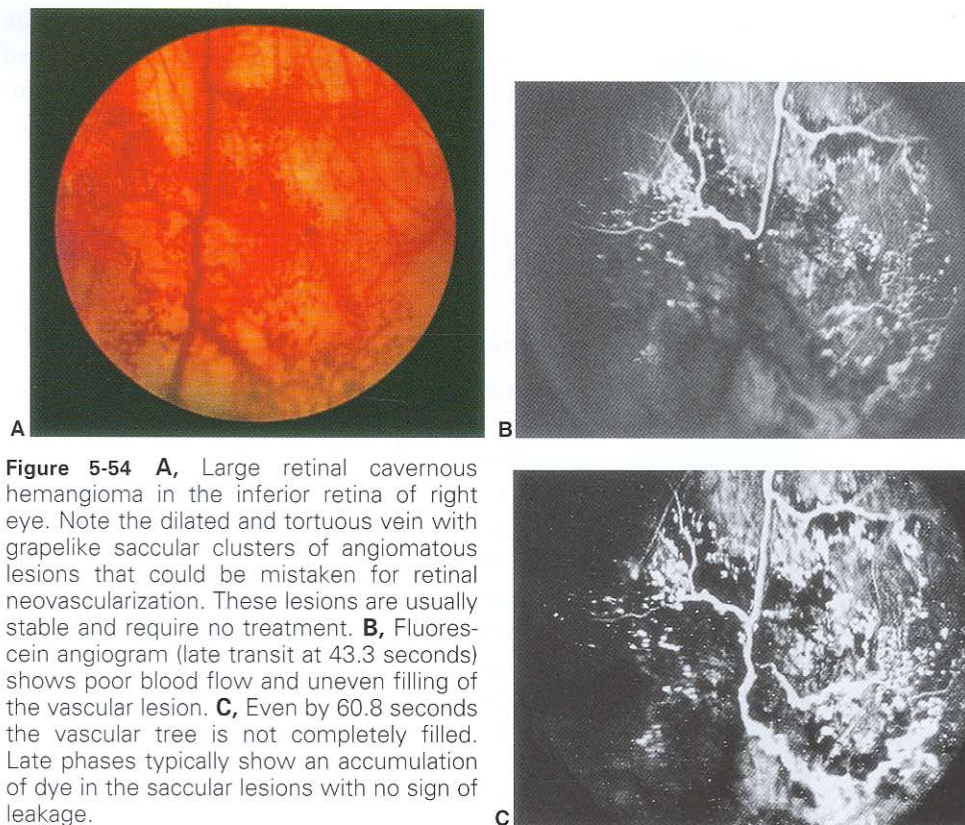 A
B
Figure 5-54 A, Large retinal cavernous
hemangioma in the inferior retina of right
eye. Note the dilated and tortuous vein with
grapelike saccular clusters of angiomatous
lesions that could be mistaken for retinal
neovascularization. These lesions are usually
stable and require no treatment. B, Fluores-
cein angiogram (late transit at 43.3 seconds)
shows poor blood flow and uneven filling of
the vascular lesion. C, Even by 60.8 seconds
the vascular tree is not completely filled.
Late phases typically show an accumulation
of dye in the saccular lesions with no sign of
leakage.
C